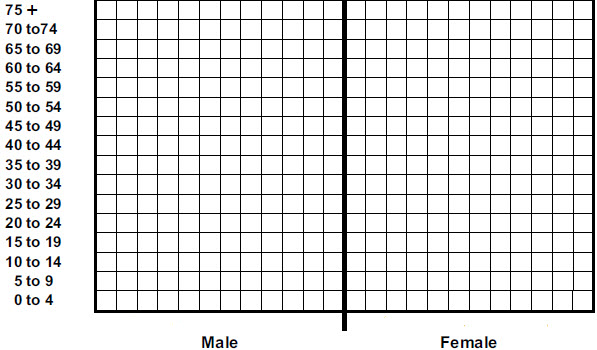 75 +
70 to74
65 to 69
60 to 64
55 to 59
50 to 54
45 to 49
40 to 44
35 to 39
30 to 34
25 to 29
20 to 24
15 to 19
10 to 14
5 to 9
0 to 4
Male Female